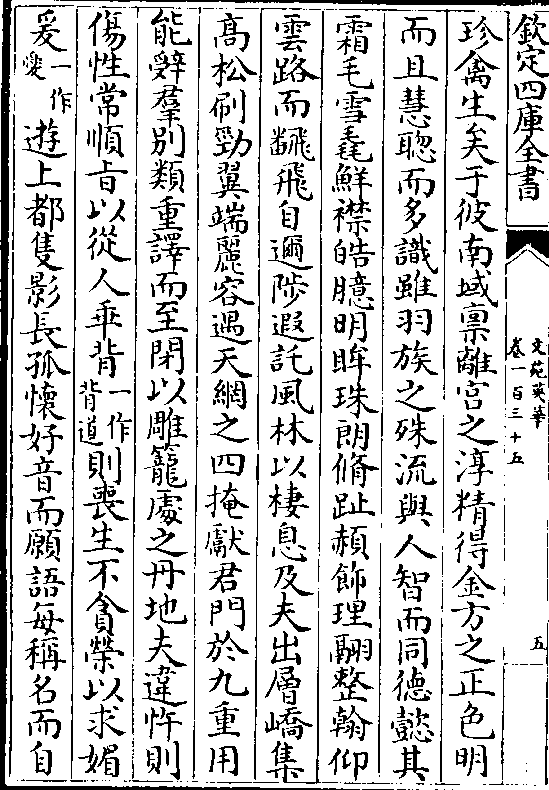 欽定四庫全書
文苑英華
卷一百三十五
五
珍禽生矣于彼南域禀離宮之淳精得金方之正色明
而且慧聦而多識雖羽族之殊流與人智而同德懿其
霜毛雪毳鮮襟皓臆明眸珠朗脩趾頳飾理翮整翰仰
雲路而翻飛自邇陟遐託風林以棲息及夫出層嶠集
高松刷勁翼端麗容遇天網之四掩獻君門於九重用
能辤羣别類重譯而至閉以雕籠處之丹地夫違忤則
傷性常順㫖以從人乖背一作背道則喪生不貪榮以求媚
爰一作夐遊上都隻影長孤懷好音而願語每稱名而自